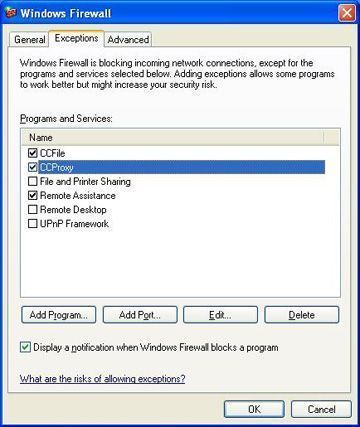 Windows Firewall
General Exceptions Advanced
Windows Firewall is blocking incoming network connections, except for the
programs and services selected below. Adding exceptions allows some programs
to work better but might increase your security risk.
Programs and Services:
Name
CCFile
CCProxy
File and Printer Sharing
Remote Assistance
Remote Desktop
UPnP Framework
Add Program... Add Port... Edit... Delete
Display a notification when Windows Firewall blocks a program
What are the risks of allowing exceptions?
OK Cancel